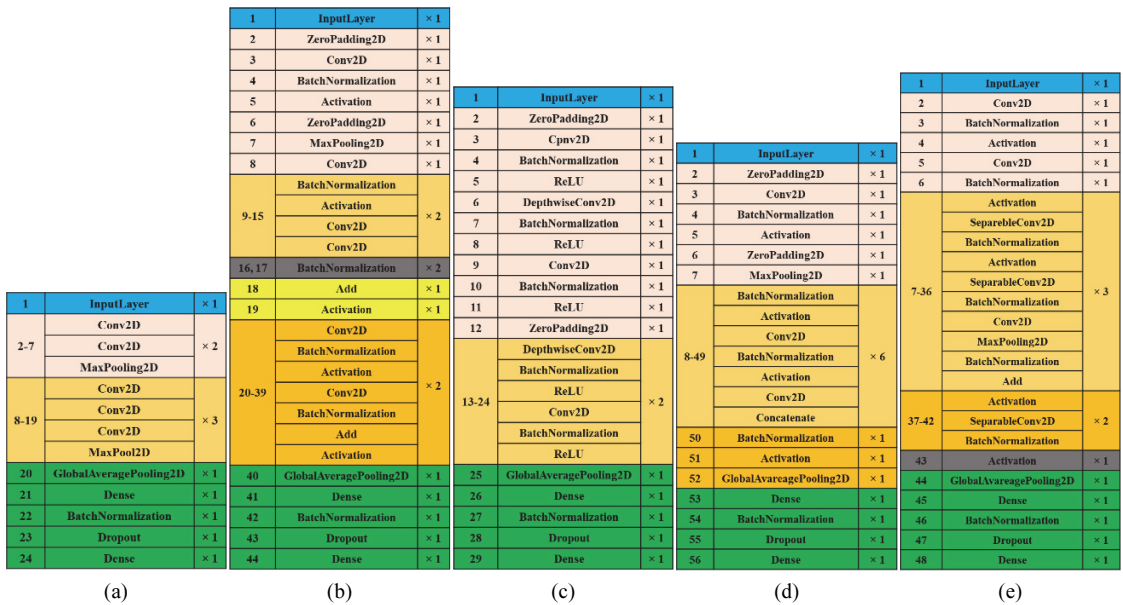 1 InputLayer × 1
2-7 Conv2D × 2
Conv2D
MaxPooling2D
8-19 Conv2D × 3
Conv2D
Conv2D
MaxPool2D
20 GlobalAveragePooling2D × 1
21 Dense × 1
22 BatchNormalization × 1
23 Dropout × 1
24 Dense × 1
(a)
1 InputLayer × 1
2 ZeroPadding2D × 1
3 Conv2D × 1
4 BatchNormalization × 1
5 Activation × 1
6 ZeroPadding2D × 1
7 MaxPooling2D × 1
8 Conv2D × 1
9-15 BatchNormalization × 2
Activation
Conv2D
Conv2D
16, 17 BatchNormalization × 2
18 Add × 1
19 Activation × 1
20-39 Conv2D × 2
BatchNormalization
Activation
Conv2D
BatchNormalization
Add
Activation
40 GlobalAveragePooling2D × 1
41 Dense × 1
42 BatchNormalization × 1
43 Dropout × 1
44 Dense × 1
(b)
1 InputLayer × 1
2 ZeroPadding2D × 1
3 Cpnv2D × 1
4 BatchNormalization × 1
5 ReLU × 1
6 DepthwiseConv2D × 1
7 BatchNormalization × 1
8 ReLU × 1
9 Conv2D × 1
10 BatchNormalization × 1
11 ReLU × 1
12 ZeroPadding2D × 1
13-24 DepthwiseConv2D × 2
BatchNormalization
ReLU
Conv2D
BatchNormalization
ReLU
25 GlobalAveragePooling2D × 1
26 Dense × 1
27 BatchNormalization × 1
28 Dropout × 1
29 Dense × 1
(c)
1 InputLayer × 1
2 ZeroPadding2D × 1
3 Conv2D × 1
4 BatchNormalization × 1
5 Activation × 1
6 ZeroPadding2D × 1
7 MaxPooling2D × 1
8-49 BatchNormalization × 6
Activation
Conv2D
BatchNormalization
Activation
Conv2D
Concatenate
50 BatchNormalization × 1
51 Activation × 1
52 GlobalAvareagePooling2D × 1
53 Dense × 1
54 BatchNormalization × 1
55 Dropout × 1
56 Dense × 1
(d)
1 InputLayer × 1
2 Conv2D × 1
3 BatchNormalization × 1
4 Activation × 1
5 Conv2D × 1
6 BatchNormalization × 1
7-36 Activation × 3
SeparebleConv2D
BatchNormalization
Activation
SeparableConv2D
BatchNormalization
Conv2D
MaxPooling2D
BatchNormalization
Add
37-42 Activation × 2
SeparableConv2D
BatchNormalization
43 Activation × 1
44 GlobalAvareagePooling2D × 1
45 Dense × 1
46 BatchNormalization × 1
47 Dropout × 1
48 Dense × 1
(e)